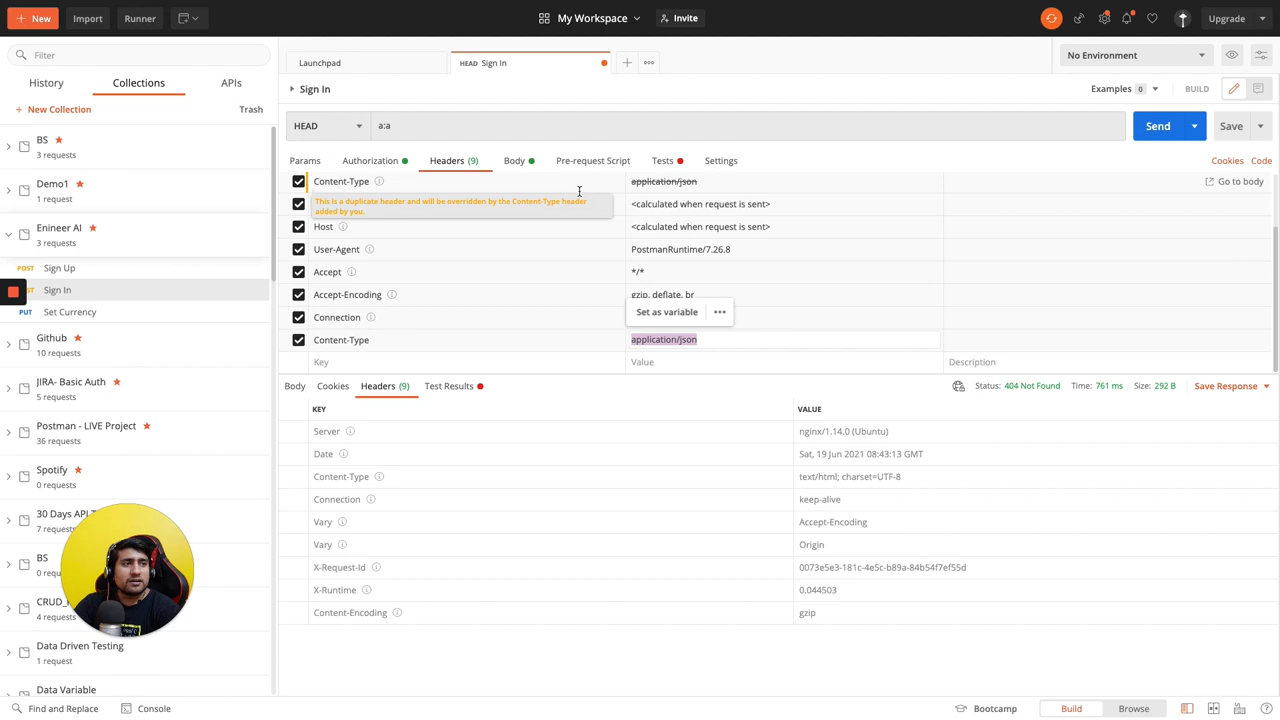 New
Import
Runner
My Workspace
Invite
Upgrade
Filter
Launchpad
HEAD Sign In
No Environment
History
Collections
APIs
New Collection
Trash
Sign In
Examples 0
BUILD
HEAD
a:a
Send
Save
BS
3 requests
Demo1
1 request
Enineer AI
3 requests
Sign Up
POST
ST
Sign In
PUT
Set Currency
Github
10 requests
JIRA- Basic Auth
5 requests
Postman - LIVE Project
36 requests
Spotify
0 requests
30 Days API
7 requests
BS
CRUD_
4 requests
Data Driven Testing
1 request
Data Variable
Params
Authorization
Headers (9)
Body
Pre-request Script
Tests
Settings
Cookies
Code
Content-Type
application/json
Go to body
This is a duplicate header and will be overridden by the Content-Type header
added by you.
<calculated when request is sent>
Host
<calculated when request is sent>
User-Agent
PostmanRuntime/7.26.8
Accept
*/*
Accept-Encoding
gzip, deflate, br
Connection
Set as variable
Content-Type
application/json
Key
Value
Description
Body
Cookies
Headers (9)
Test Results
Status: 404 Not Found
Time: 761 ms
Size: 292 B
Save Response
KEY
VALUE
Server
nginx/1.14.0 (Ubuntu)
Date
Sat, 19 Jun 2021 08:43:13 GMT
Content-Type
text/html; charset=UTF-8
Connection
keep-alive
Vary
Accept-Encoding
Vary
Origin
X-Request-Id
0073e5e3-181c-4e5c-b89a-84b54f7ef55d
X-Runtime
0.044503
Content-Encoding
gzip
Find and Replace
Console
Bootcamp
Build
Browse